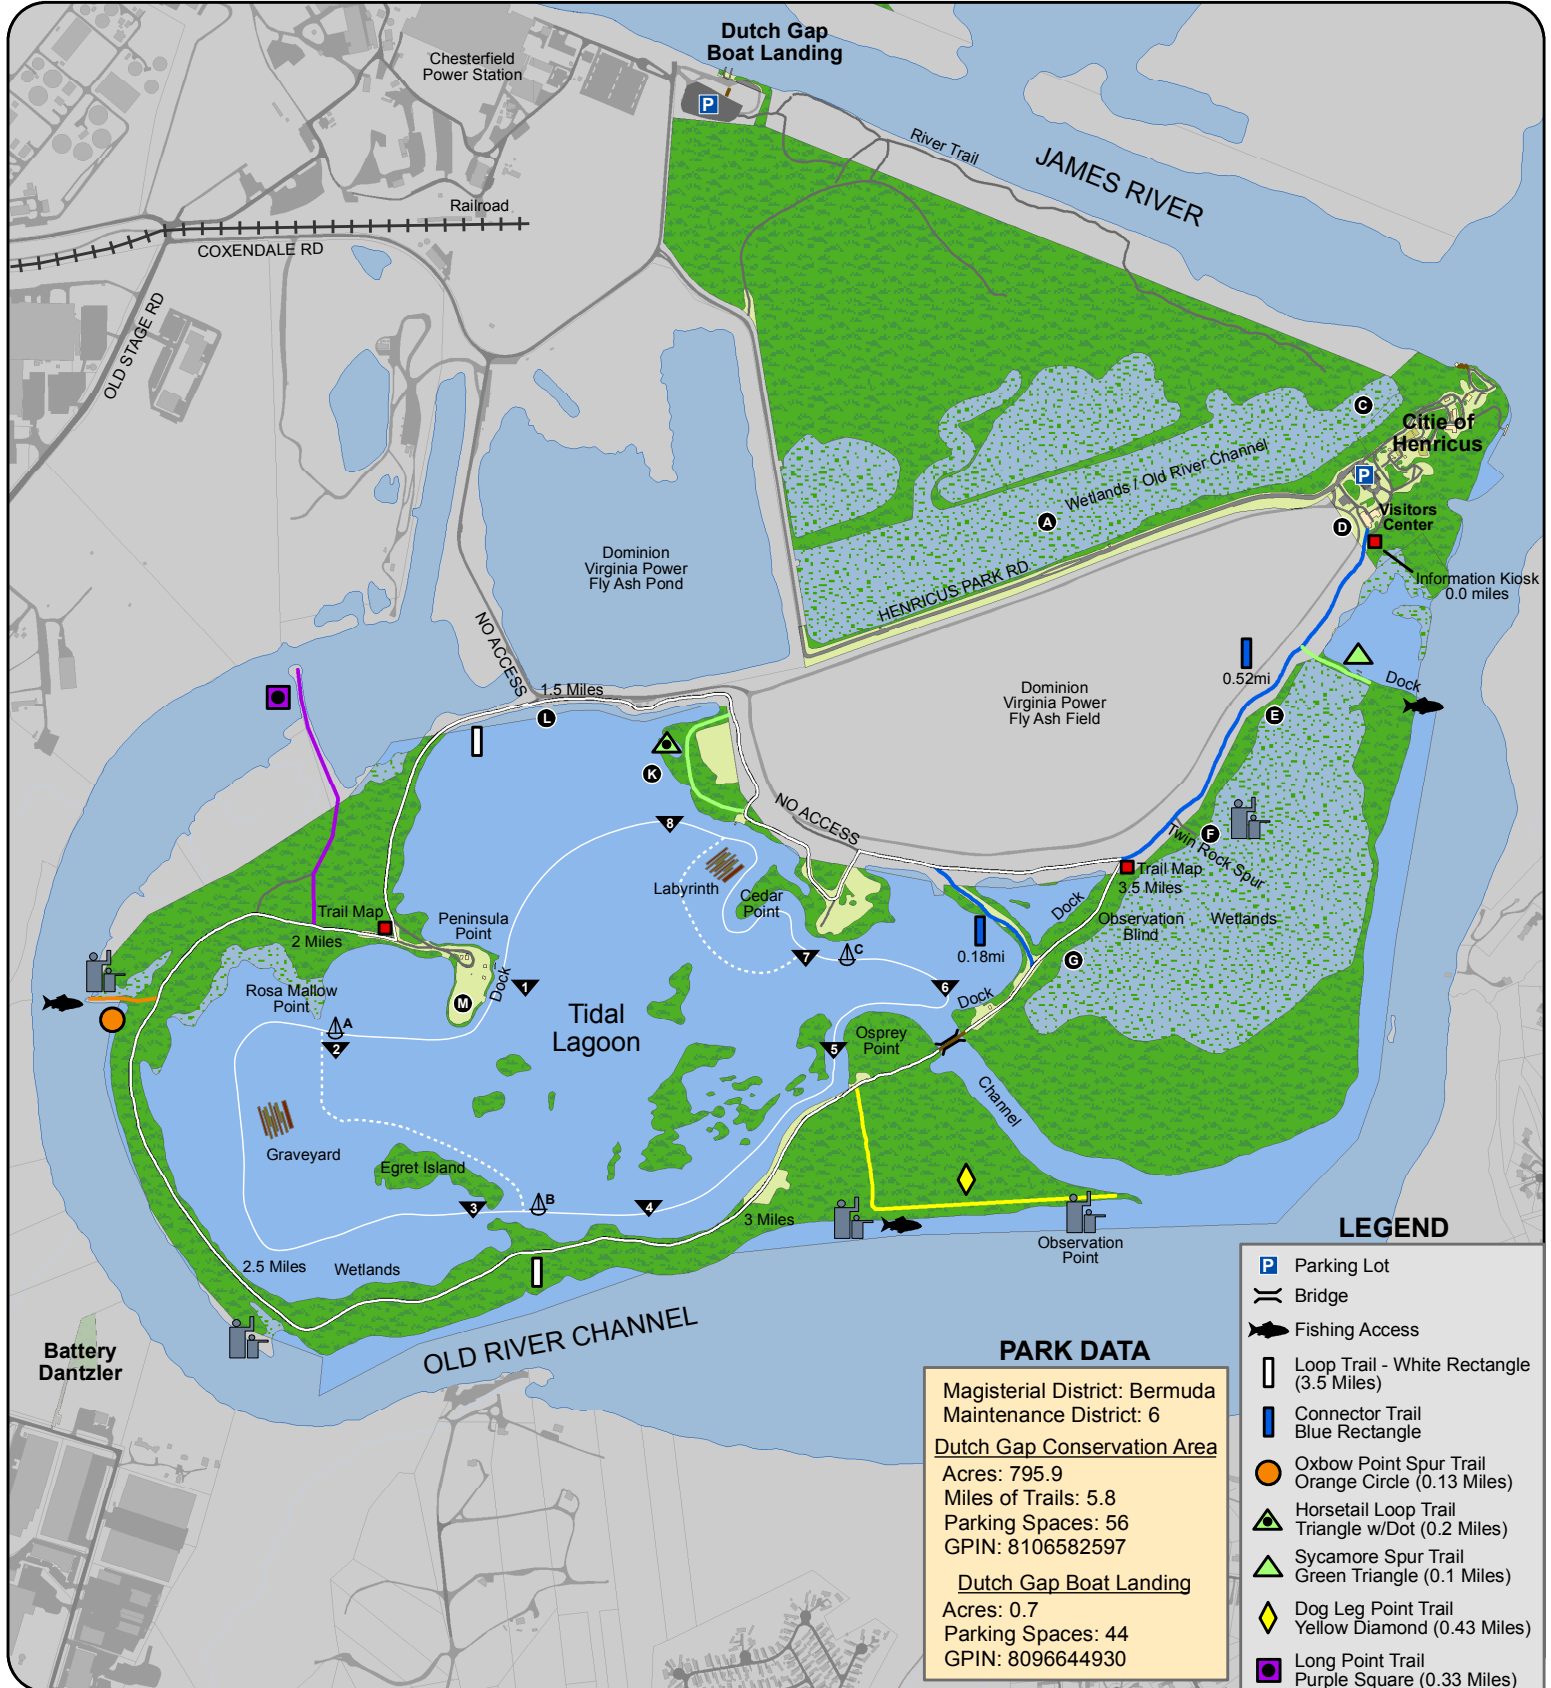 Dutch Gap
Boat Landing
Chesterfield
Power Station
P
River Trail
JAMES RIVER
Railroad
COXENDALE RD
OLD STAGE RD
C
Citie of
Henricus
P
Wetlands / Old River Channel
A
D
Visitors
Center
Information Kiosk
0.0 miles
HENRICUS PARK RD
Dominion
Virginia Power
Fly Ash Pond
NO ACCESS
1.5 Miles
L
0.52mi
Dock
E
Dominion
Virginia Power
Fly Ash Field
K
NO ACCESS
8
F
Twin Rock Spur
Trail Map
3.5 Miles
Labyrinth
Cedar
Point
Dock
Observation
Blind
Wetlands
Trail Map
2 Miles
Peninsula
Point
0.18mi
G
7
C
6
Dock
Rosa Mallow
Point
M
Dock
1
Tidal
Lagoon
A
2
5
Osprey
Point
Channel
Graveyard
Egret Island
3
B
4
3 Miles
Observation
Point
2.5 Miles
Wetlands
OLD RIVER CHANNEL
Battery
Dantzler
PARK DATA
Magisterial District: Bermuda
Maintenance District: 6
Dutch Gap Conservation Area
Acres: 795.9
Miles of Trails: 5.8
Parking Spaces: 56
GPIN: 8106582597
Dutch Gap Boat Landing
Acres: 0.7
Parking Spaces: 44
GPIN: 8096644930
LEGEND
P Parking Lot
Bridge
Fishing Access
Loop Trail - White Rectangle
(3.5 Miles)
Connector Trail
Blue Rectangle
Oxbow Point Spur Trail
Orange Circle (0.13 Miles)
Horsetail Loop Trail
Triangle w/Dot (0.2 Miles)
Sycamore Spur Trail
Green Triangle (0.1 Miles)
Dog Leg Point Trail
Yellow Diamond (0.43 Miles)
Long Point Trail
Purple Square (0.33 Miles)